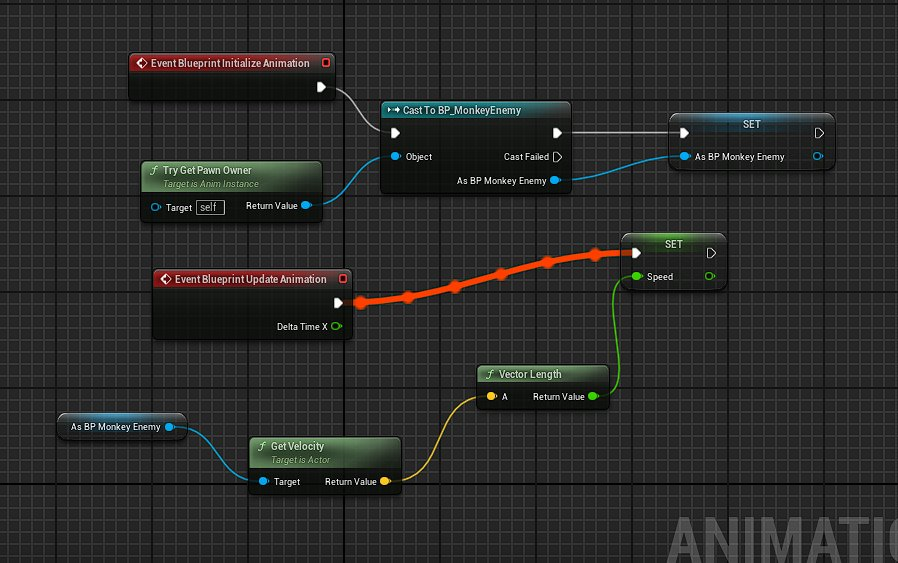 Event Blueprint Initialize Animation
Cast To BP_MonkeyEnemy
SET
Object
Cast Failed
As BP Monkey Enemy
As BP Monkey Enemy
Try Get Pawn Owner
Target is Anim Instance
Target self
Return Value
SET
Speed
Event Blueprint Update Animation
Delta Time X
Vector Length
A
Return Value
As BP Monkey Enemy
Get Velocity
Target is Actor
Target
Return Value